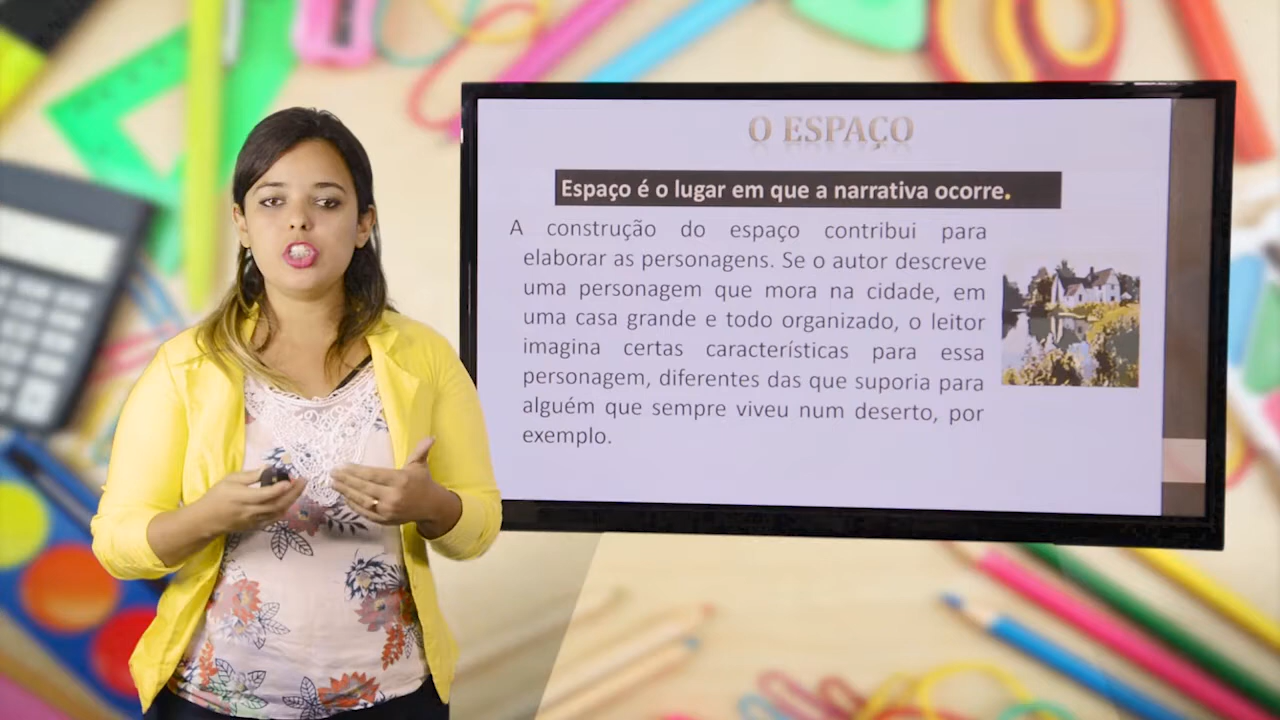 O ESPAÇO
Espaço é o lugar em que a narrativa ocorre.
A construção do espaço contribui para
elaborar as personagens. Se o autor descreve
uma personagem que mora na cidade, em
uma casa grande e todo organizado, o leitor
imagina certas características para essa
personagem, diferentes das que suporia para
alguém que sempre viveu num deserto, por
exemplo.